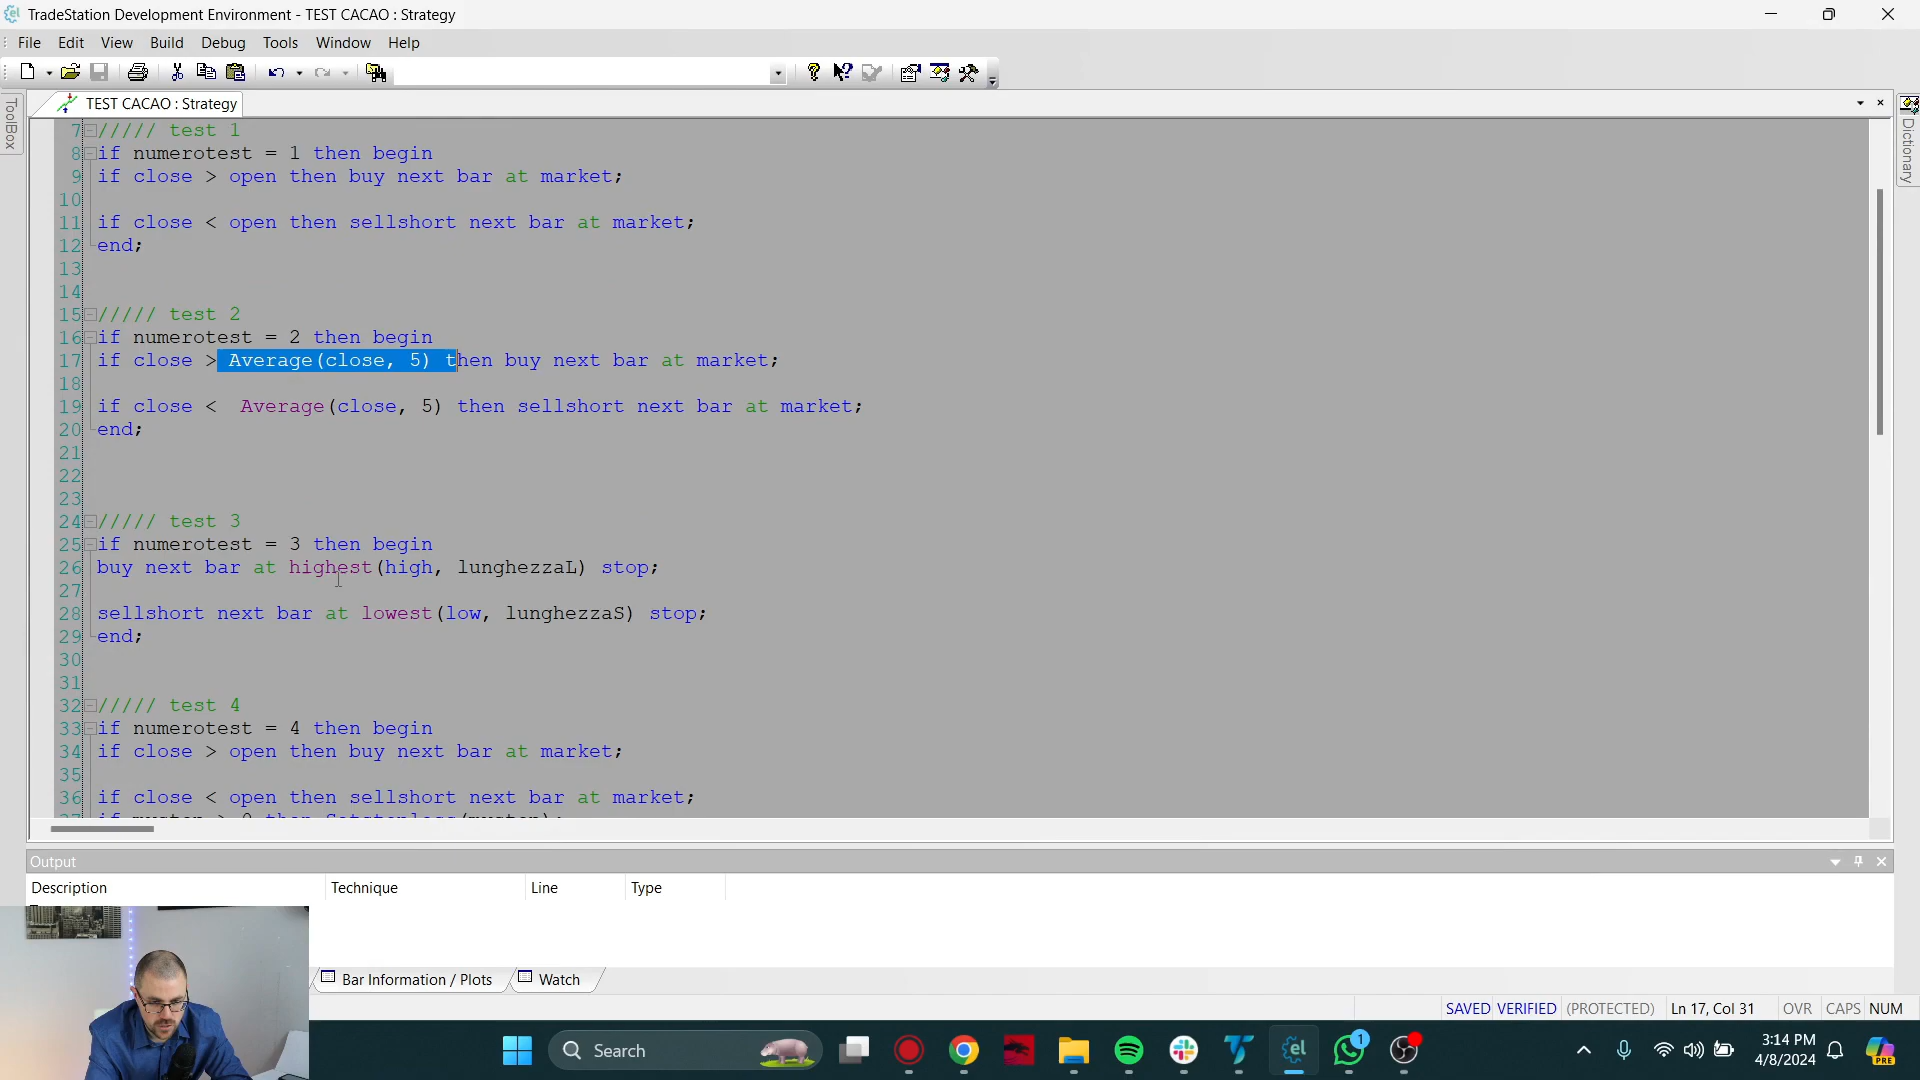 TradeStation Development Environment - TEST CACAO : Strategy
File Edit View Build Debug Tools Window Help
ToolBox
TEST CACAO : Strategy
Dictionary
7 ///// test 1
8 if numerotest = 1 then begin
9 if close > open then buy next bar at market;
10
11 if close < open then sellshort next bar at market;
12 end;
13
14
15 ///// test 2
16 if numerotest = 2 then begin
17 if close > Average(close, 5) then buy next bar at market;
18
19 if close < Average(close, 5) then sellshort next bar at market;
20 end;
21
22
23
24 ///// test 3
25 if numerotest = 3 then begin
26 buy next bar at highest(high, lunghezzaL) stop;
27
28 sellshort next bar at lowest(low, lunghezzaS) stop;
29 end;
30
31
32 ///// test 4
33 if numerotest = 4 then begin
34 if close > open then buy next bar at market;
35
36 if close < open then sellshort next bar at market;
Output
Description Technique Line Type
Bar Information / Plots Watch
SAVED VERIFIED (PROTECTED) Ln 17, Col 31 OVR CAPS NUM
Search
el
1
3:14 PM
4/8/2024
PRE